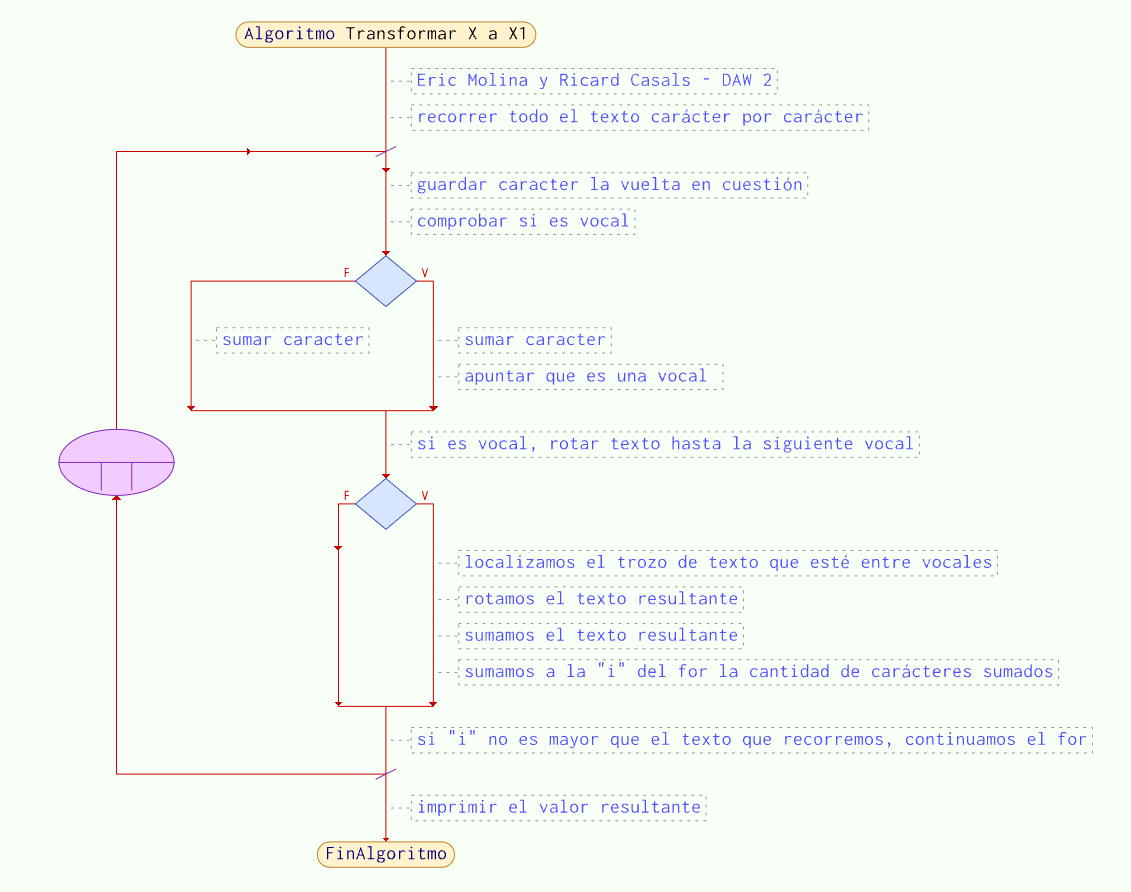 Algoritmo Transformar X a X1
Eric Molina y Ricard Casals - DAW 2
recorrer todo el texto carácter por carácter
guardar caracter la vuelta en cuestión
comprobar si es vocal
F V
sumar caracter sumar caracter
apuntar que es una vocal
si es vocal, rotar texto hasta la siguiente vocal
F V
localizamos el trozo de texto que esté entre vocales
rotamos el texto resultante
sumamos el texto resultante
sumamos a la "i" del for la cantidad de carácteres sumados
si "i" no es mayor que el texto que recorremos, continuamos el for
imprimir el valor resultante
FinAlgoritmo